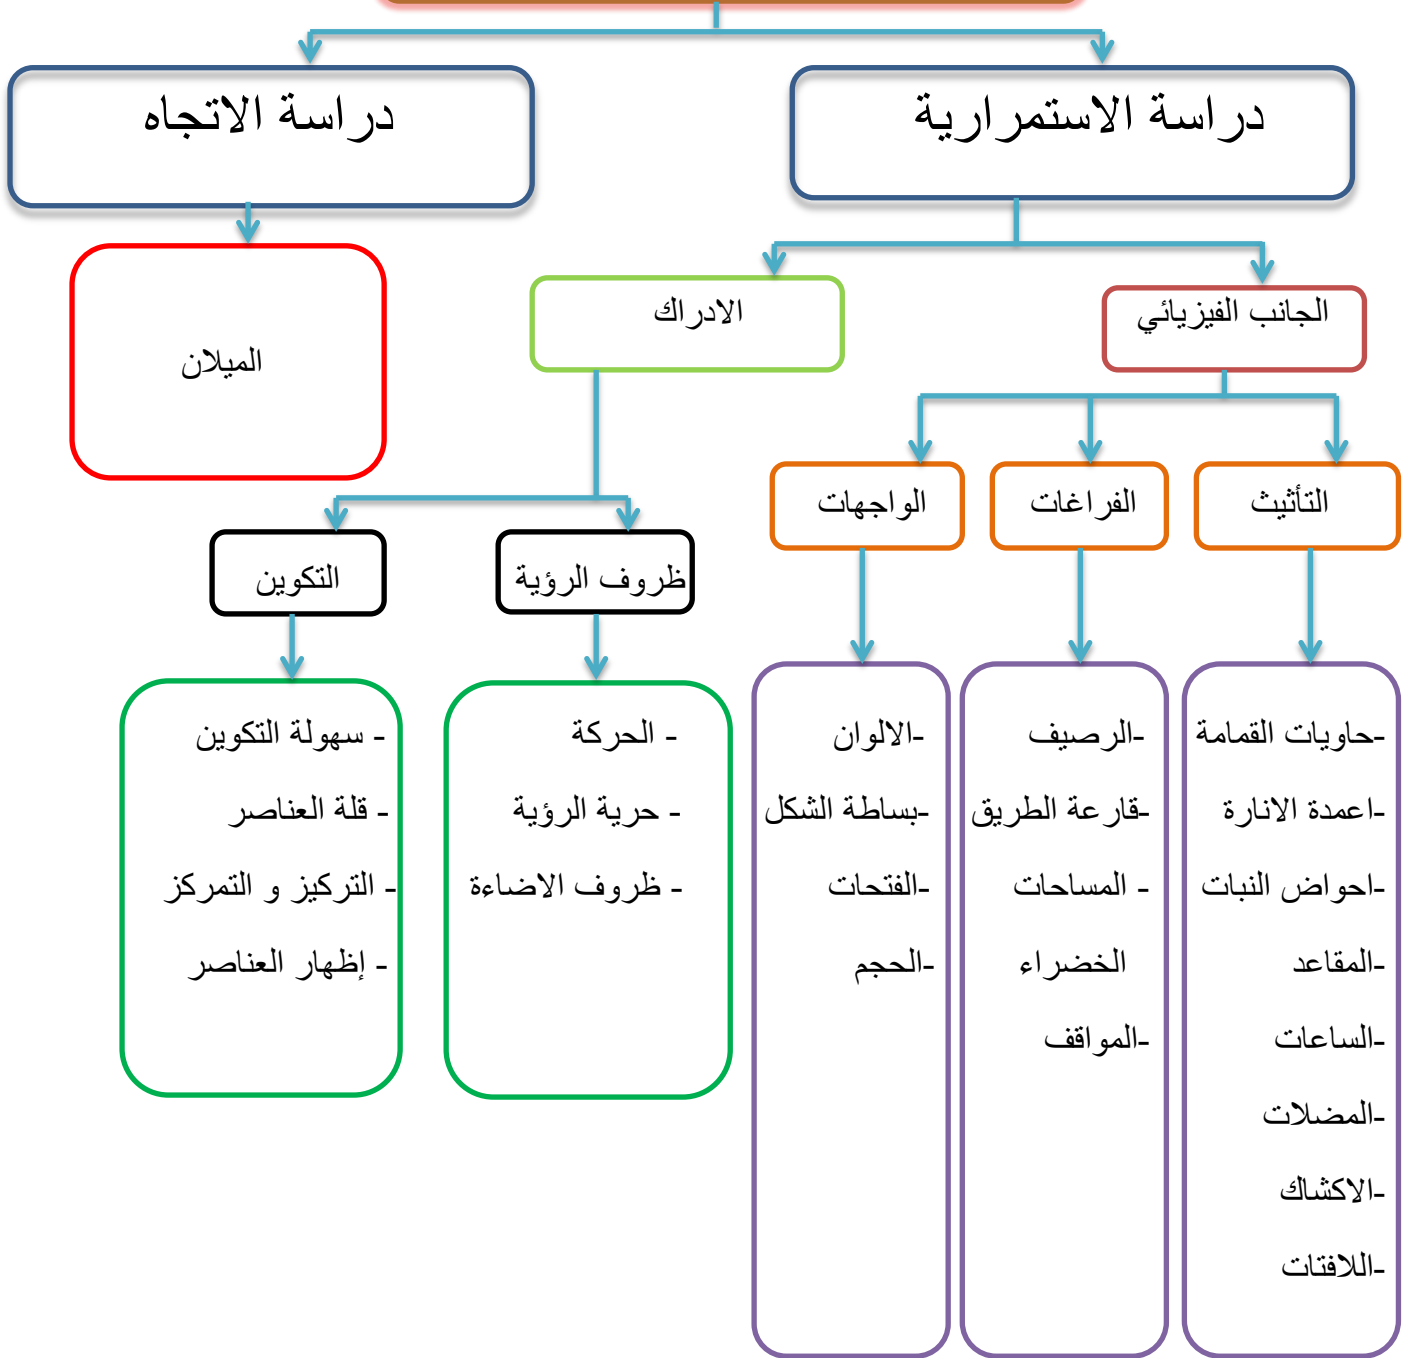 دراسة الاستمرارية
دراسة الاتجاه
الجانب الفيزيائي
الادراك
الميلان
التأثيث
الفراغات
الواجهات
ظروف الرؤية
التكوين
-حاويات القمامة
-اعمدة الانارة
-احواض النبات
-المقاعد
-الساعات
-المضلات
-الاكشاك
-اللافتات
-الرصيف
-قارعة الطريق
- المساحات
الخضراء
-المواقف
-الالوان
-بساطة الشكل
-الفتحات
-الحجم
- الحركة
- حرية الرؤية
- ظروف الاضاءة
- سهولة التكوين
- قلة العناصر
- التركيز و التمركز
- إظهار العناصر